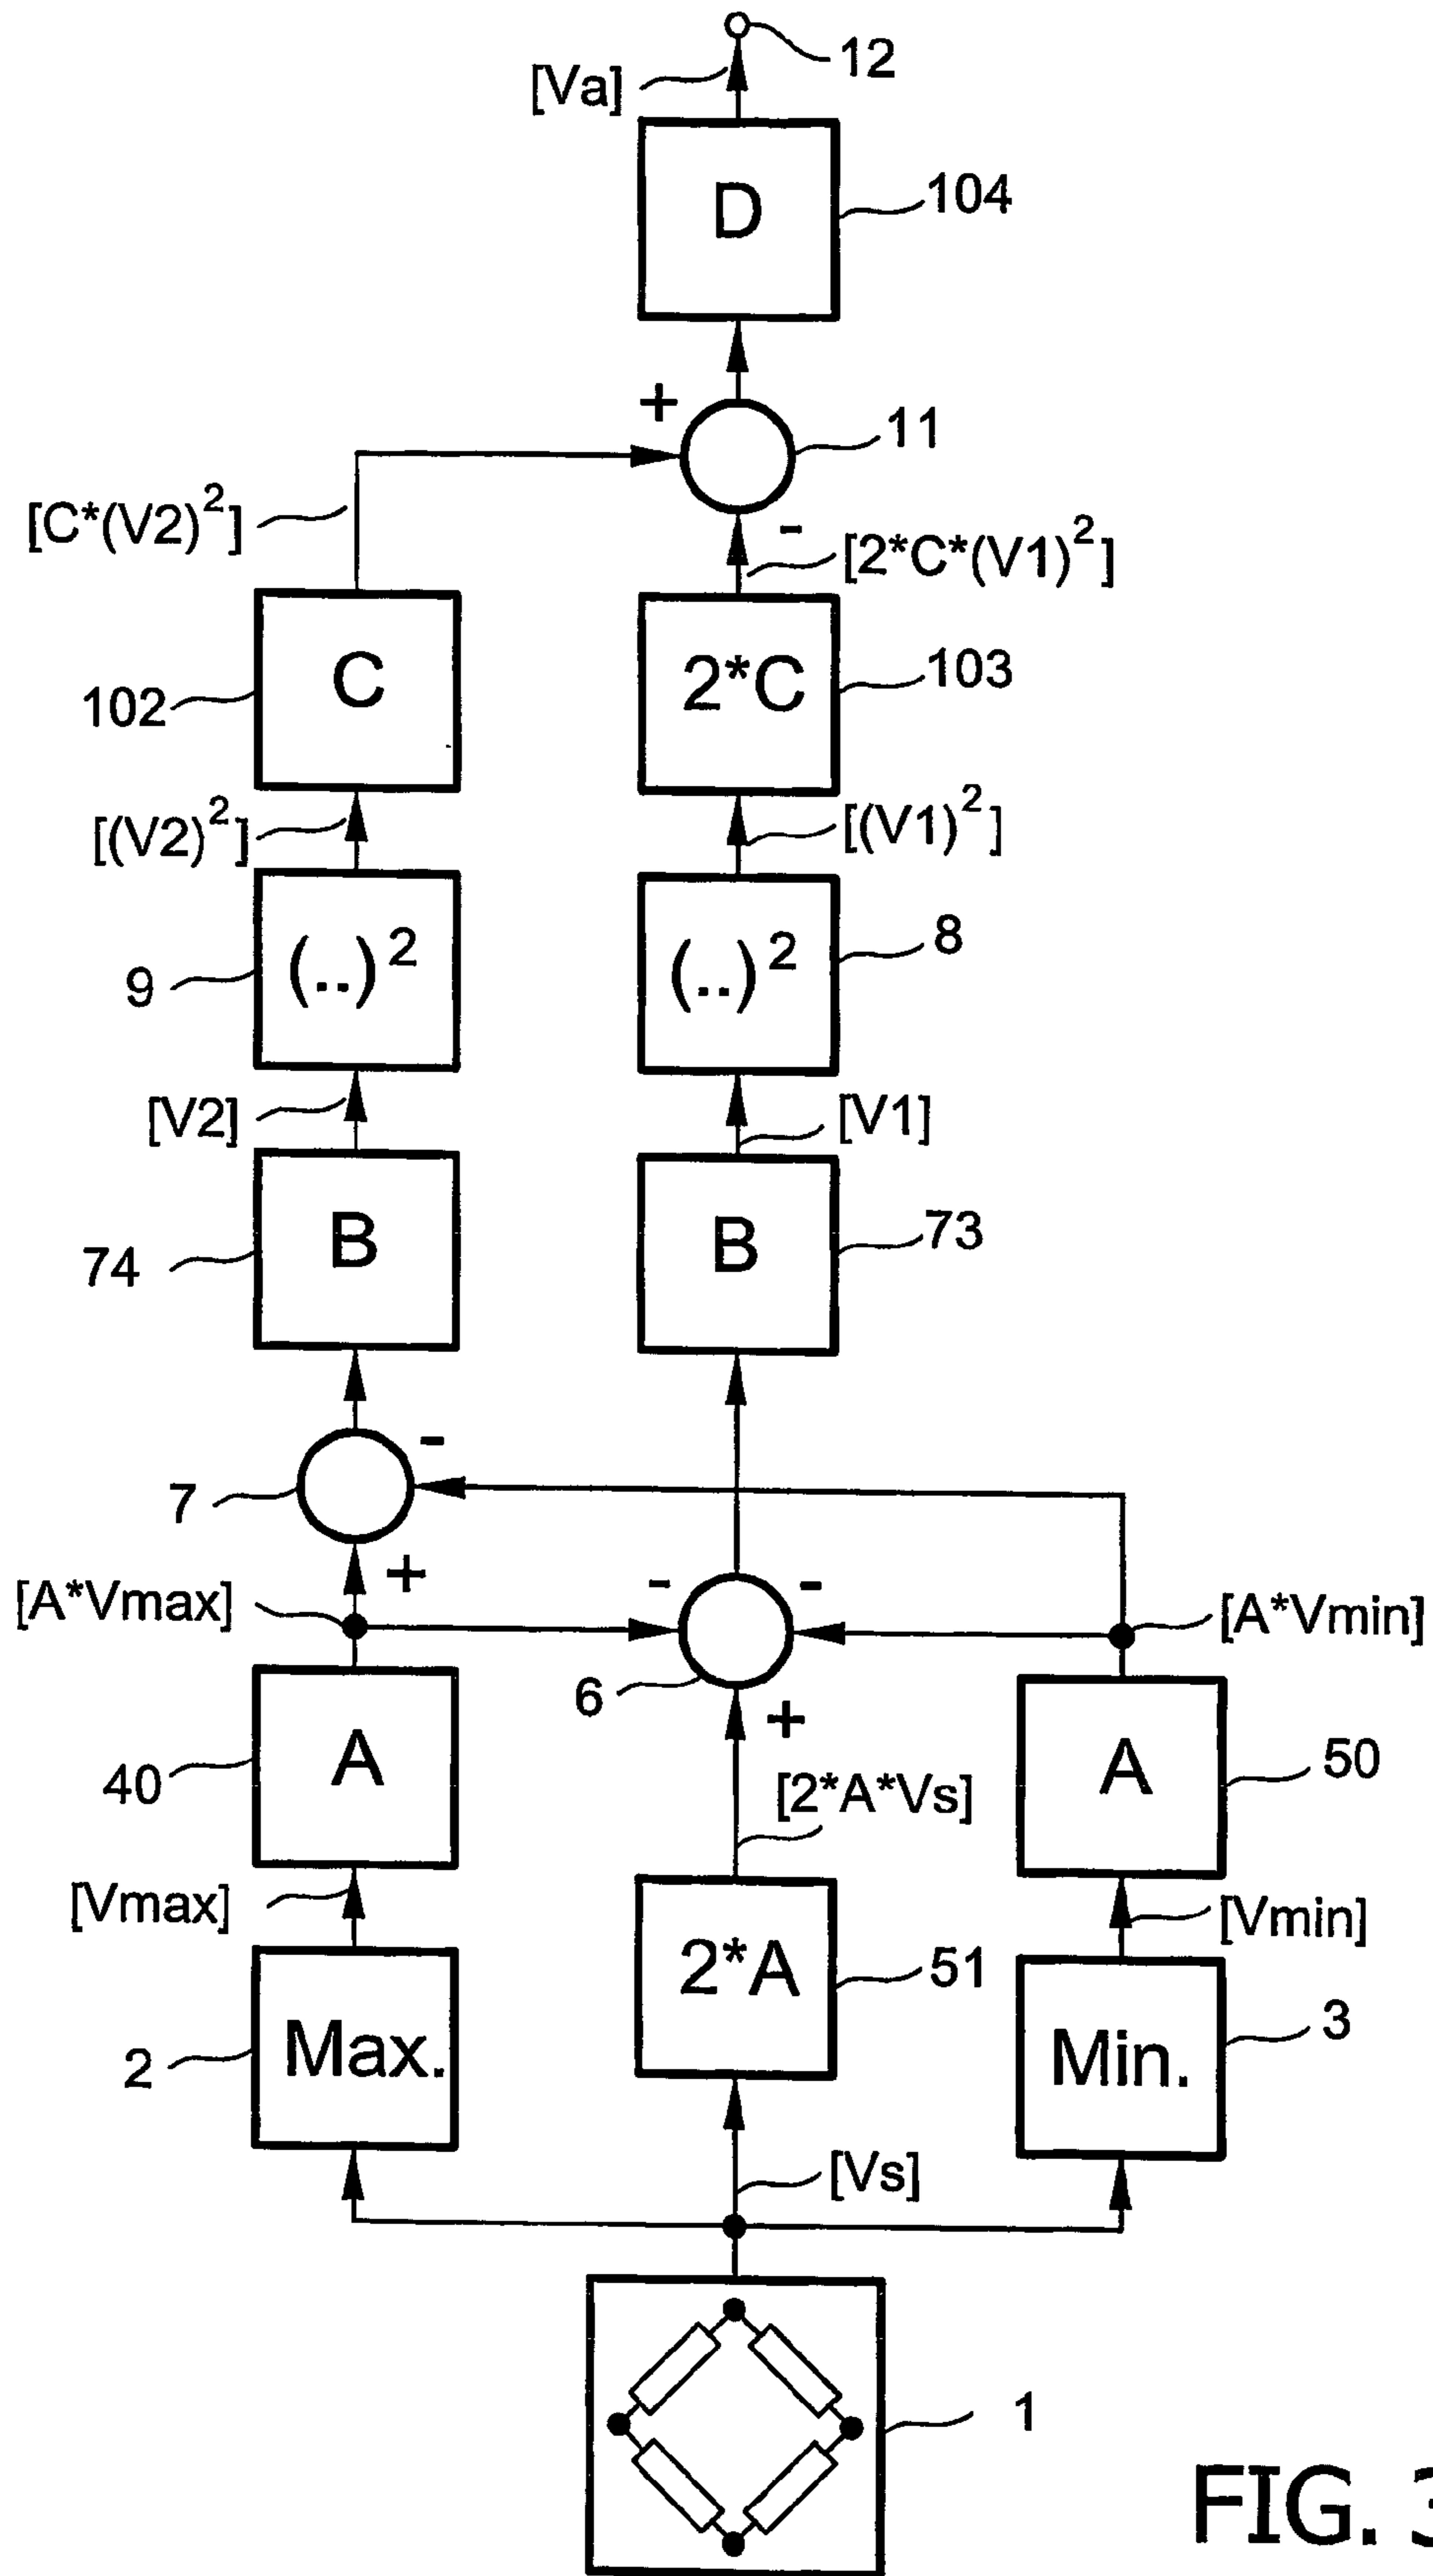 12
[Va]
D
104
+
11
-
[C*(V2)²]
[2*C*(V1)²]
C
2*C
102
103
[(V2)²]
[(V1)²]
(..)²
(..)²
9
8
[V2]
[V1]
B
B
74
73
-
7
+
-
-
[A*Vmax]
[A*Vmin]
6
+
A
A
40
50
[2*A*Vs]
[Vmax]
[Vmin]
2*A
51
Max.
Min.
2
3
[Vs]
1
FIG. 3